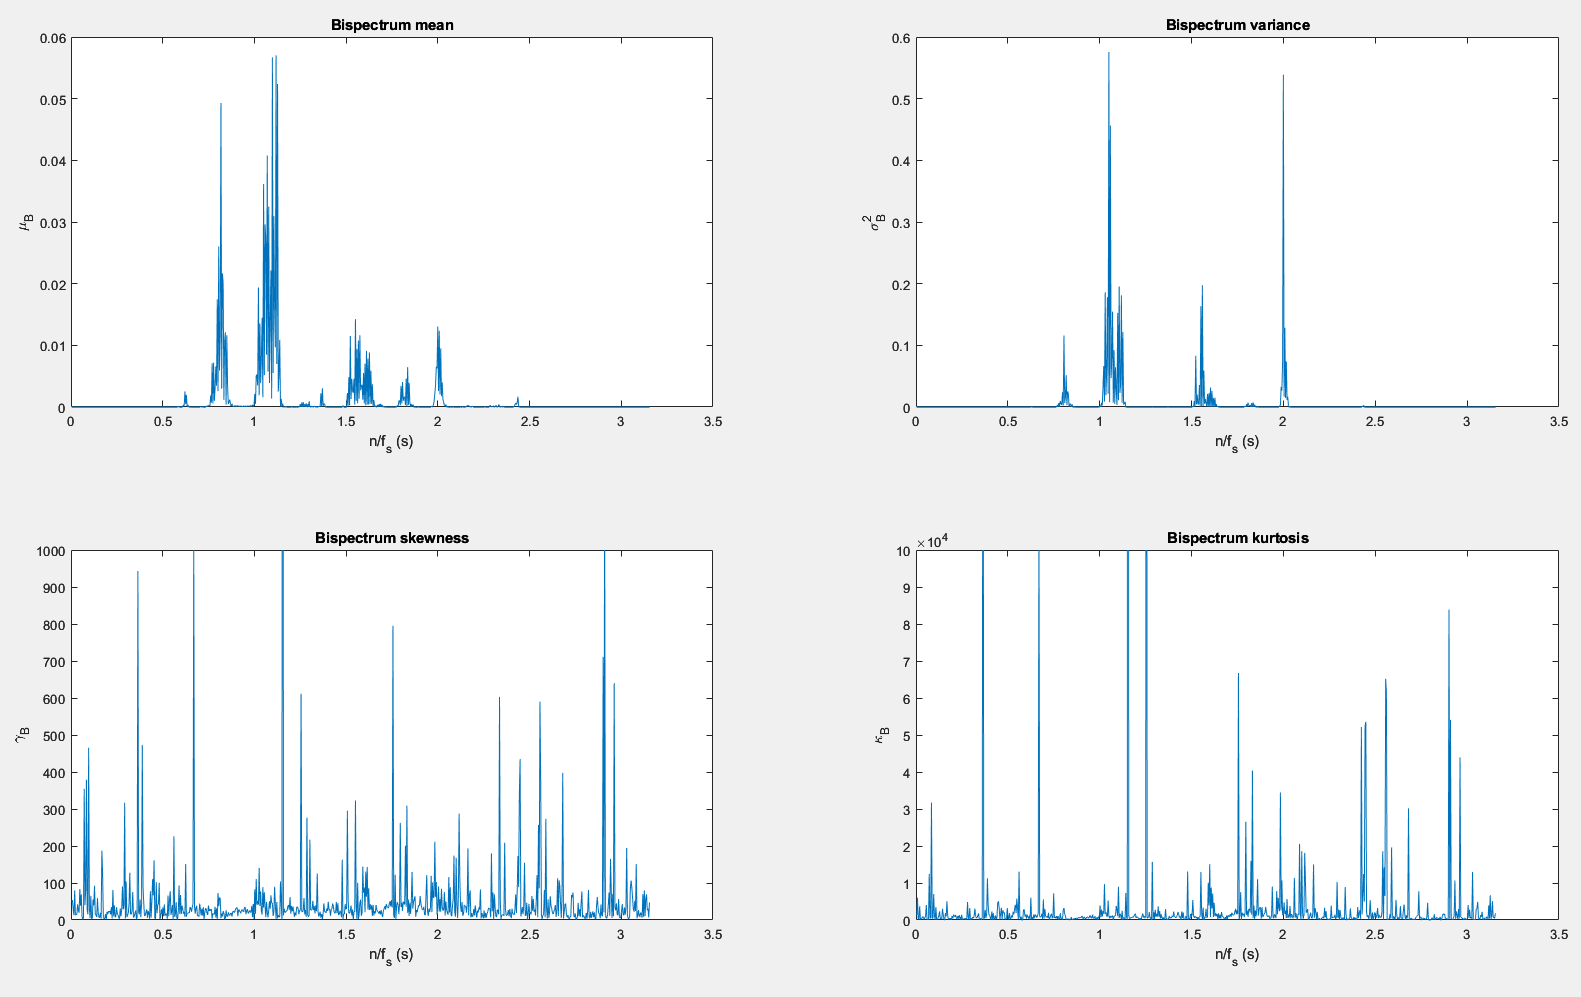 Bispectrum mean
0.06
0.05
0.04
0.03
0.02
0.01
0
μB
0 0.5 1 1.5 2 2.5 3 3.5
n/fs (s)
Bispectrum variance
0.6
0.5
0.4
0.3
0.2
0.1
0
σ2B
0 0.5 1 1.5 2 2.5 3 3.5
n/fs (s)
Bispectrum skewness
1000
900
800
700
600
500
400
300
200
100
0
γB
0 0.5 1 1.5 2 2.5 3 3.5
n/fs (s)
Bispectrum kurtosis
×10^4
10
9
8
7
6
5
4
3
2
1
0
κB
0 0.5 1 1.5 2 2.5 3 3.5
n/fs (s)